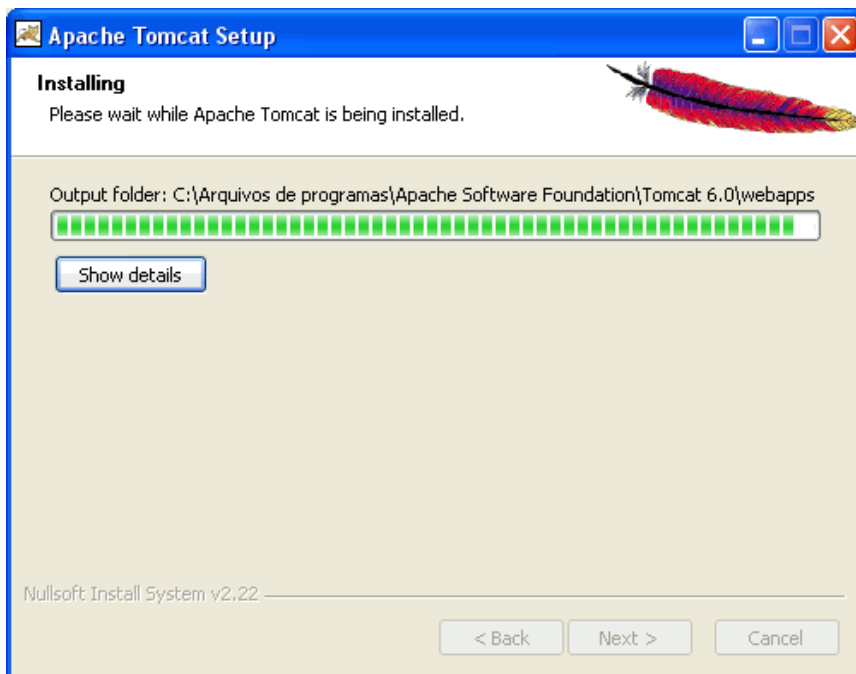 Apache Tomcat Setup
Installing
Please wait while Apache Tomcat is being installed.
Output folder: C:\Arquivos de programas\Apache Software Foundation\Tomcat 6.0\webapps
Show details
Nullsoft Install System v2.22
< Back
Next >
Cancel